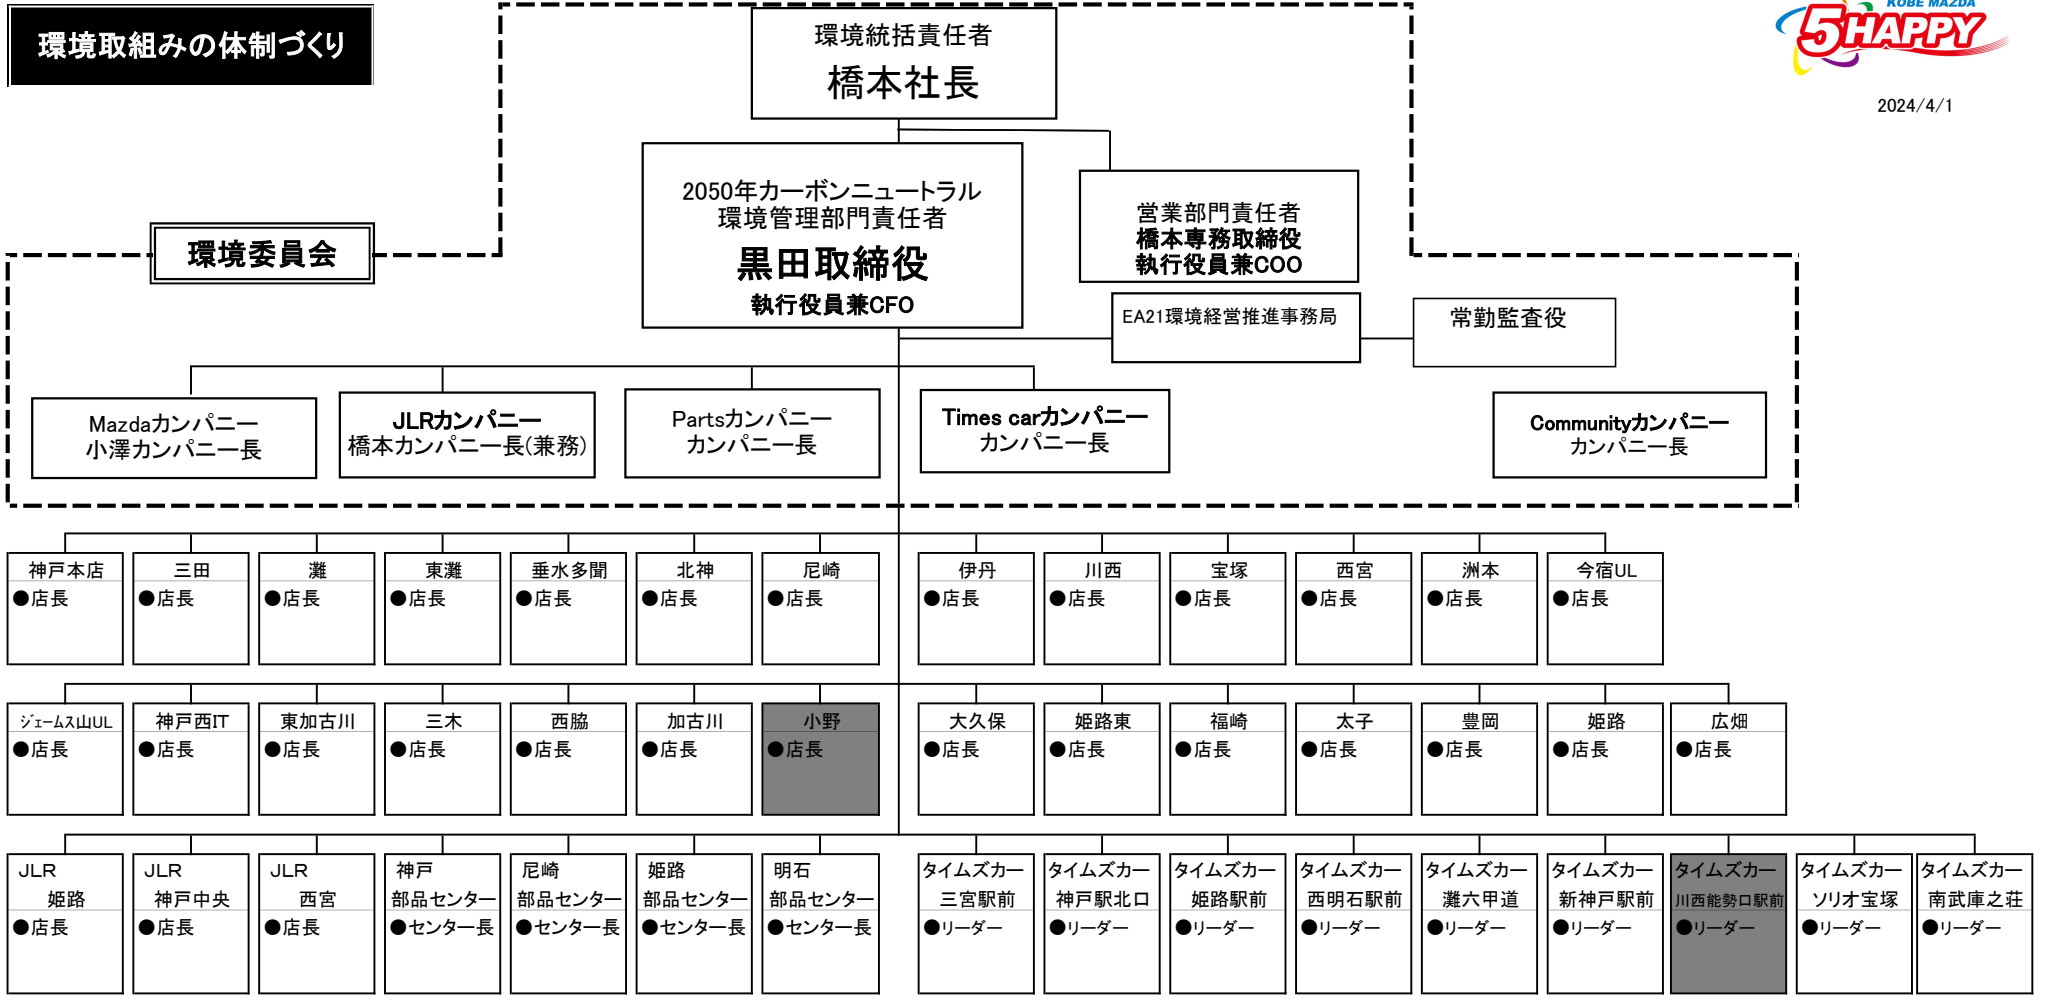 環境取組みの体制づくり
KOBE MAZDA
5HAPPY
2024/4/1
環境統括責任者
橋本社長
2050年カーボンニュートラル
環境管理部門責任者
黒田取締役
執行役員兼CFO
営業部門責任者
橋本専務取締役
執行役員兼COO
環境委員会
EA21環境経営推進事務局
常勤監査役
Mazdaカンパニー
小澤カンパニー長
JLRカンパニー
橋本カンパニー長(兼務)
Partsカンパニー
カンパニー長
Times carカンパニー
カンパニー長
Communityカンパニー
カンパニー長
神戸本店
●店長
三田
●店長
灘
●店長
東灘
●店長
垂水多聞
●店長
北神
●店長
尼崎
●店長
伊丹
●店長
川西
●店長
宝塚
●店長
西宮
●店長
洲本
●店長
今宿UL
●店長
ｼﾞｪｰﾑｽ山UL
●店長
神戸西IT
●店長
東加古川
●店長
三木
●店長
西脇
●店長
加古川
●店長
小野
●店長
大久保
●店長
姫路東
●店長
福崎
●店長
太子
●店長
豊岡
●店長
姫路
●店長
広畑
●店長
JLR
姫路
●店長
JLR
神戸中央
●店長
JLR
西宮
●店長
神戸
部品センター
●センター長
尼崎
部品センター
●センター長
姫路
部品センター
●センター長
明石
部品センター
●センター長
タイムズカー
三宮駅前
●リーダー
タイムズカー
神戸駅北口
●リーダー
タイムズカー
姫路駅前
●リーダー
タイムズカー
西明石駅前
●リーダー
タイムズカー
灘六甲道
●リーダー
タイムズカー
新神戸駅前
●リーダー
タイムズカー
川西能勢口駅前
●リーダー
タイムズカー
ソリオ宝塚
●リーダー
タイムズカー
南武庫之荘
●リーダー